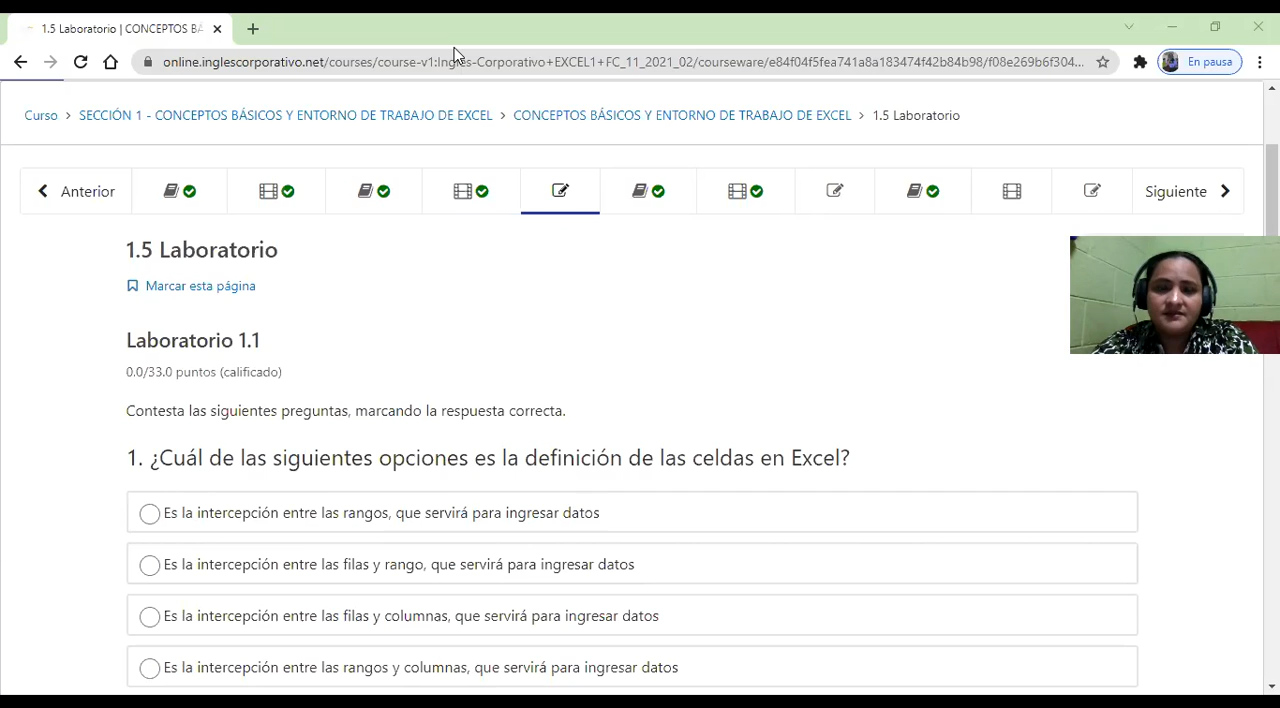 1.5 Laboratorio | CONCEPTOS BÁ
online.inglescorporativo.net/courses/course-v1:Ingles-Corporativo+EXCEL1+FC_11_2021_02/courseware/e84f04f5fea741a8a183474f42b84b98/f08e269b6f304...
En pausa
Curso > SECCIÓN 1 - CONCEPTOS BÁSICOS Y ENTORNO DE TRABAJO DE EXCEL > CONCEPTOS BÁSICOS Y ENTORNO DE TRABAJO DE EXCEL > 1.5 Laboratorio
Anterior
Siguiente
1.5 Laboratorio
Marcar esta página
Laboratorio 1.1
0.0/33.0 puntos (calificado)
Contesta las siguientes preguntas, marcando la respuesta correcta.
1. ¿Cuál de las siguientes opciones es la definición de las celdas en Excel?
Es la intercepción entre las rangos, que servirá para ingresar datos
Es la intercepción entre las filas y rango, que servirá para ingresar datos
Es la intercepción entre las filas y columnas, que servirá para ingresar datos
Es la intercepción entre las rangos y columnas, que servirá para ingresar datos